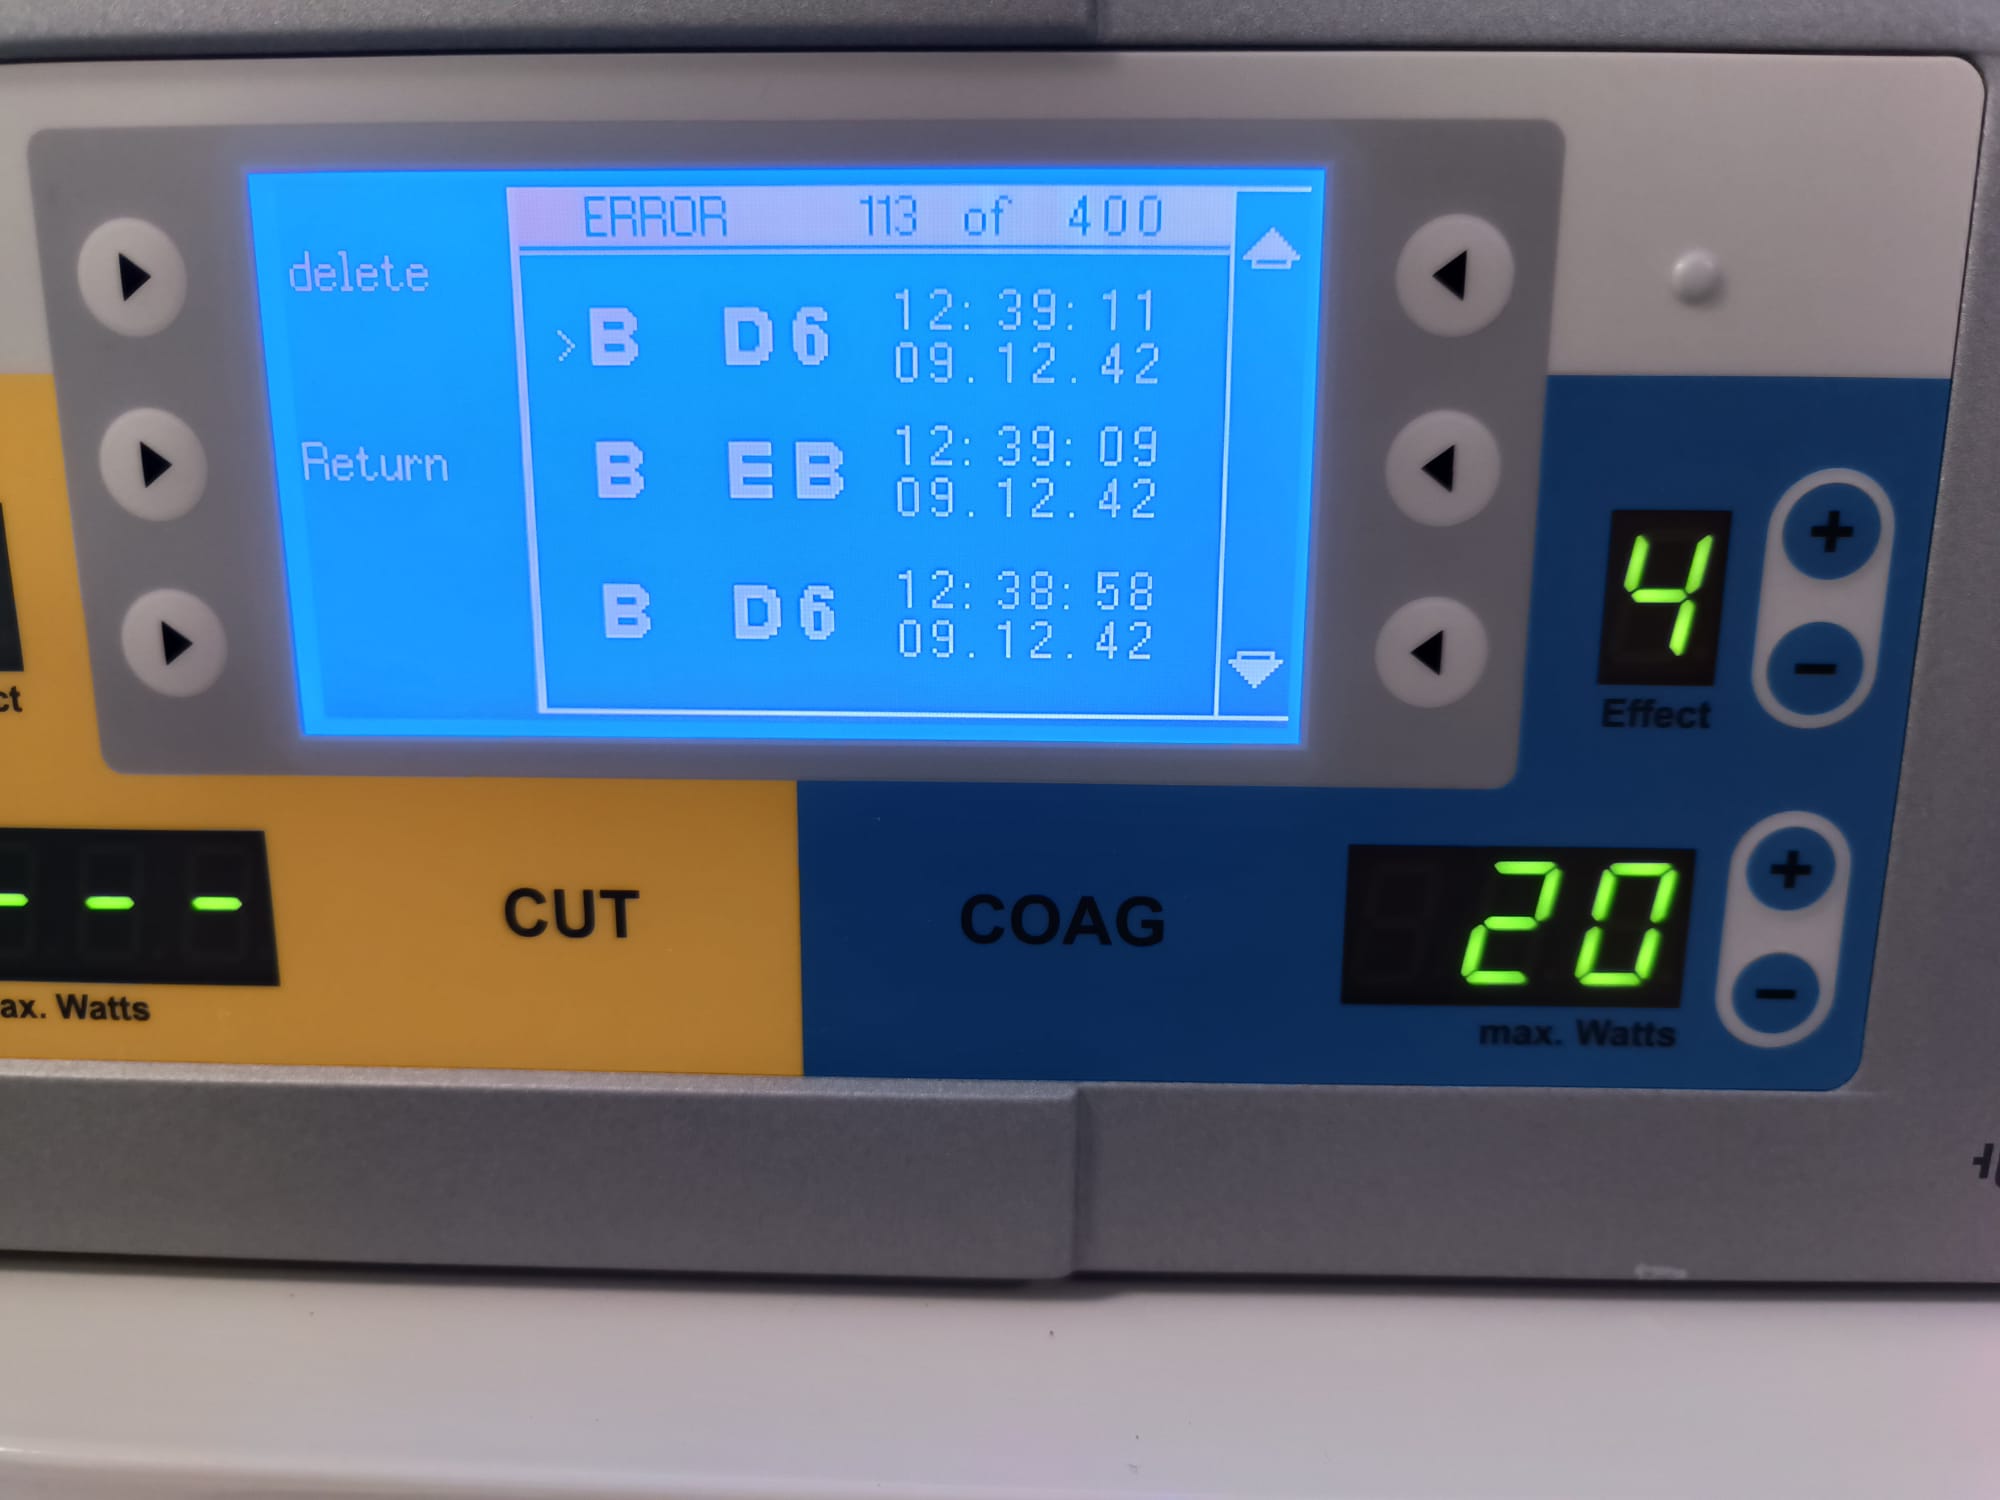 ERROR 113 of 400
delete
>B D6 12:39:11
09.12.42
Return
B EB 12:39:09
09.12.42
B D6 12:38:58
09.12.42
4
Effect
ct
- - -
ax. Watts
CUT
COAG
20
max. Watts
+
-
+
-